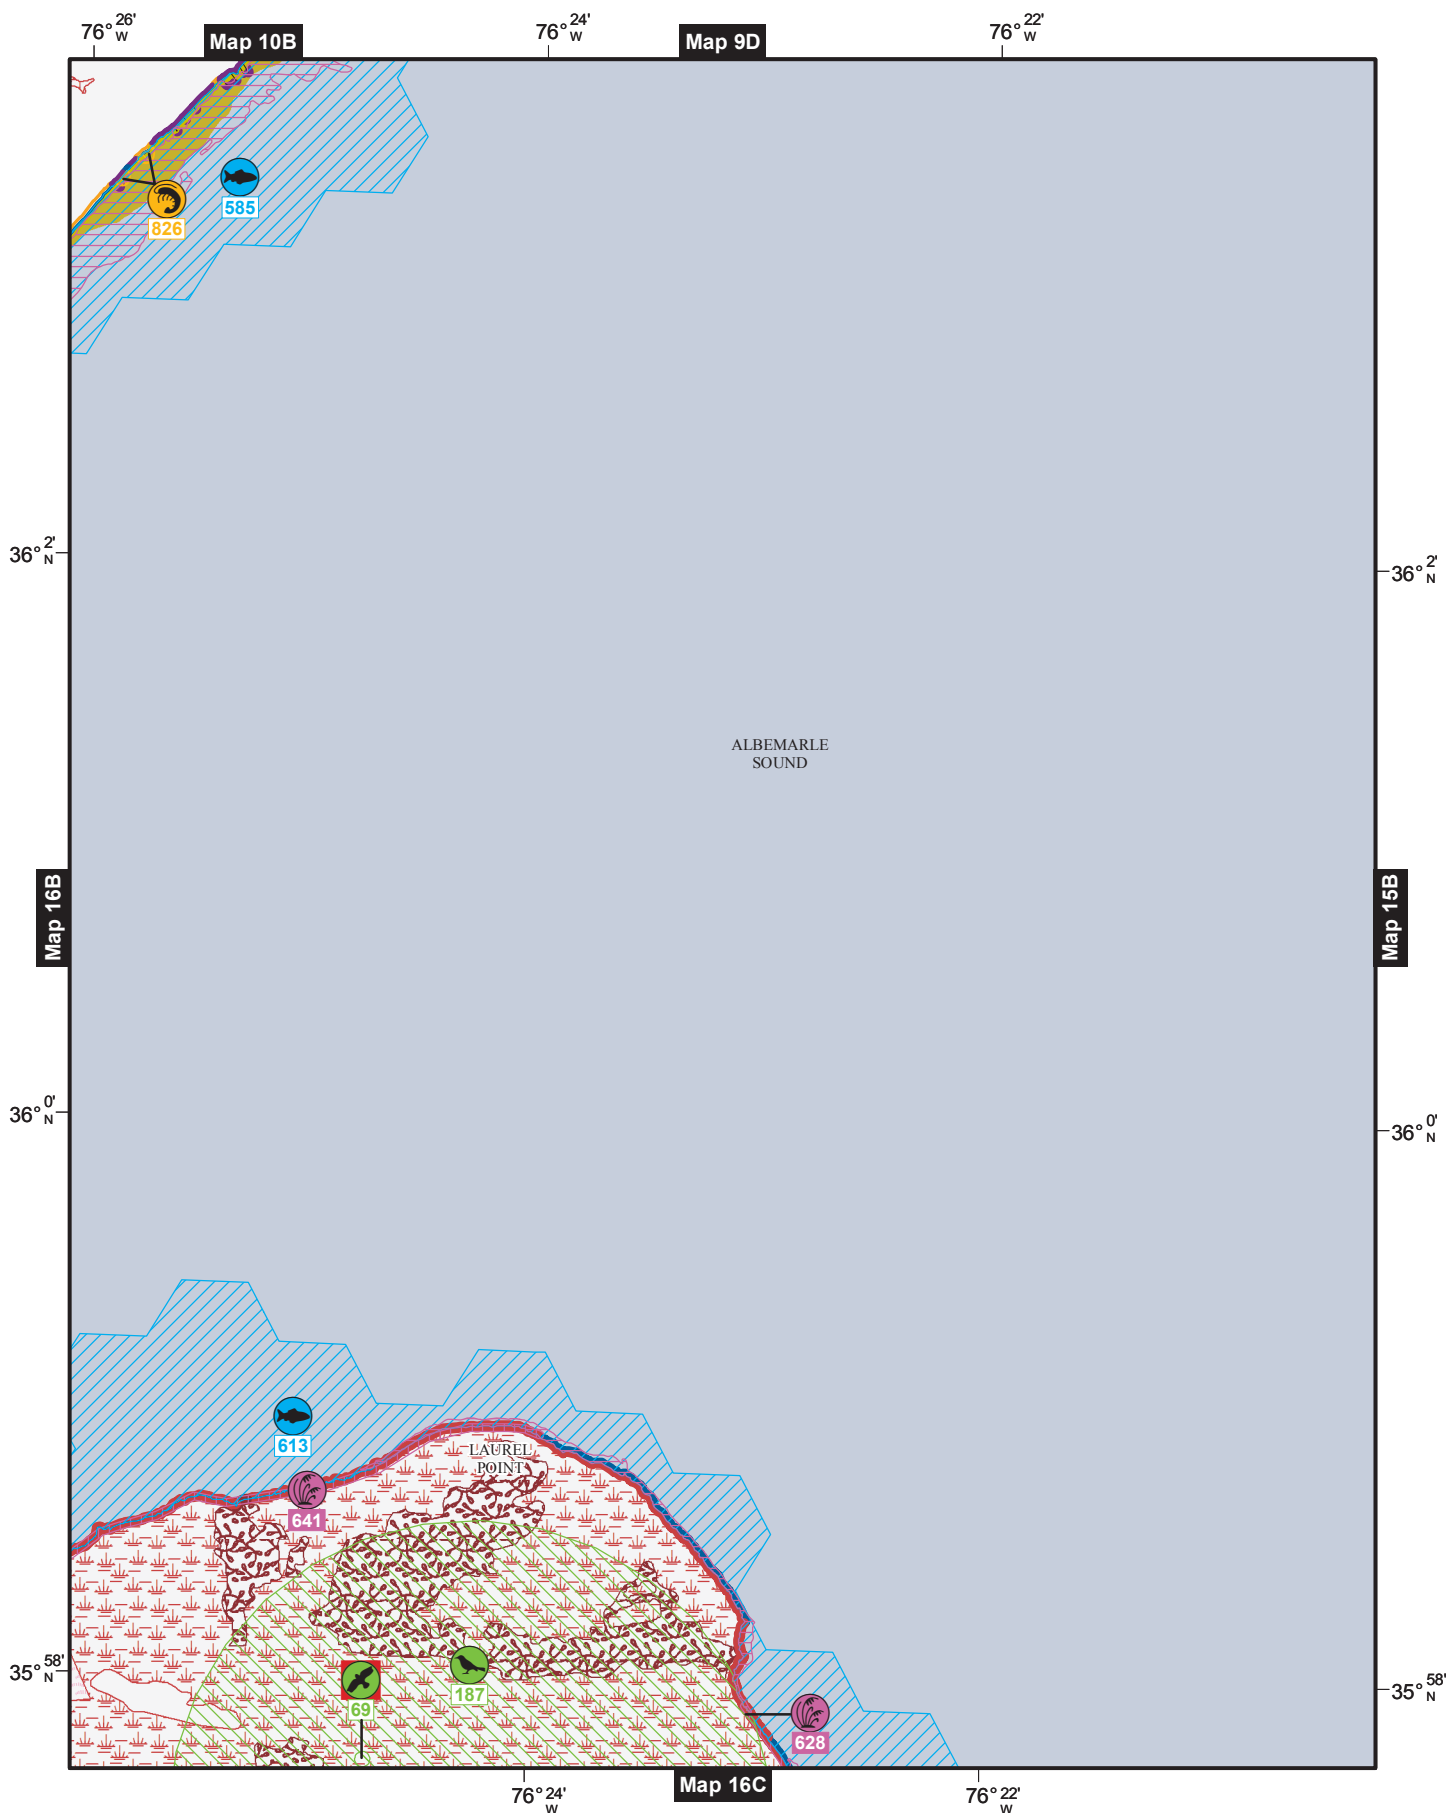 76° 26' W
76° 24' W
76° 22' W
Map 10B
Map 9D
585
826
36° 2' N
36° 2' N
ALBEMARLE
SOUND
Map 16B
Map 15B
36° 0' N
36° 0' N
613
LAUREL
POINT
641
35° 58' N
35° 58' N
187
69
628
Map 16C
76° 24' W
76° 22' W